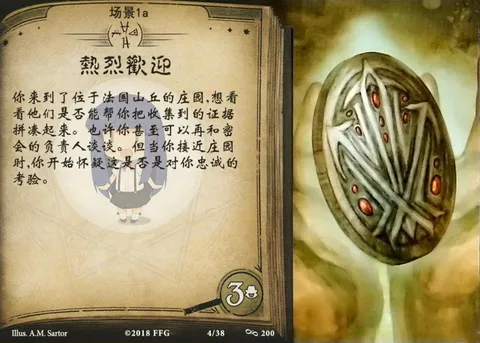 场景1a
熱烈歡迎
你来到了位于法国山丘的庄园,想看
看他们是否能帮你把收集到的证据
拼凑起来。也许你甚至可以再和密
会的负责人谈谈。但当你接近庄园
时,你开始怀疑这是否是对你忠诚的
考验。
3
Illus. A.M. Sartor ©2018 FFG 4/38 200